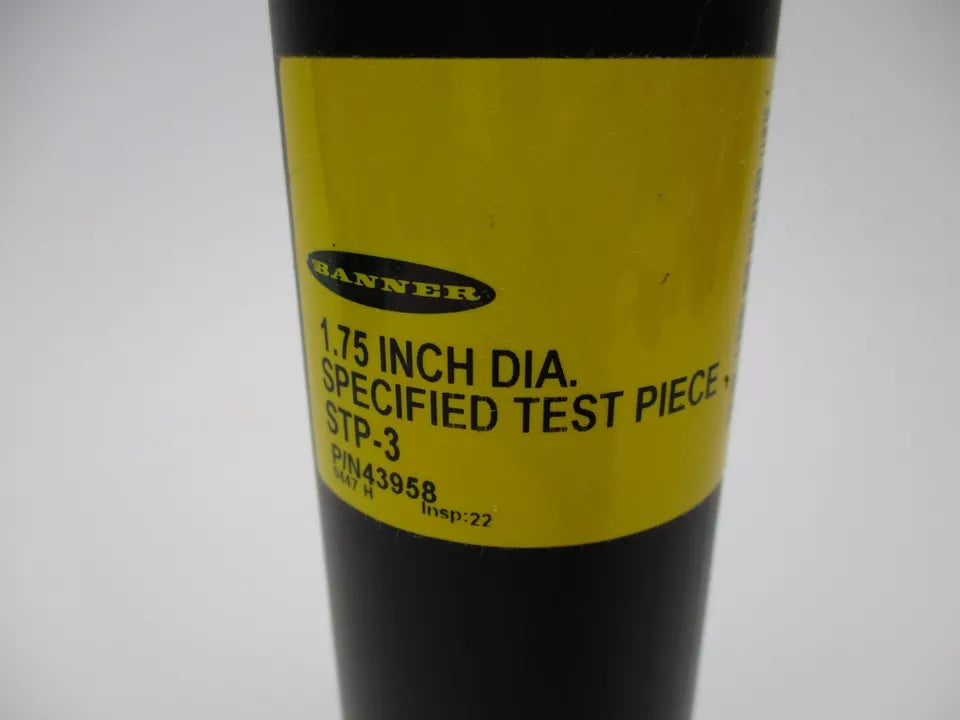 BANNER
1.75 INCH DIA.
SPECIFIED TEST PIECE
STP-3
P/N43958
Insp:22